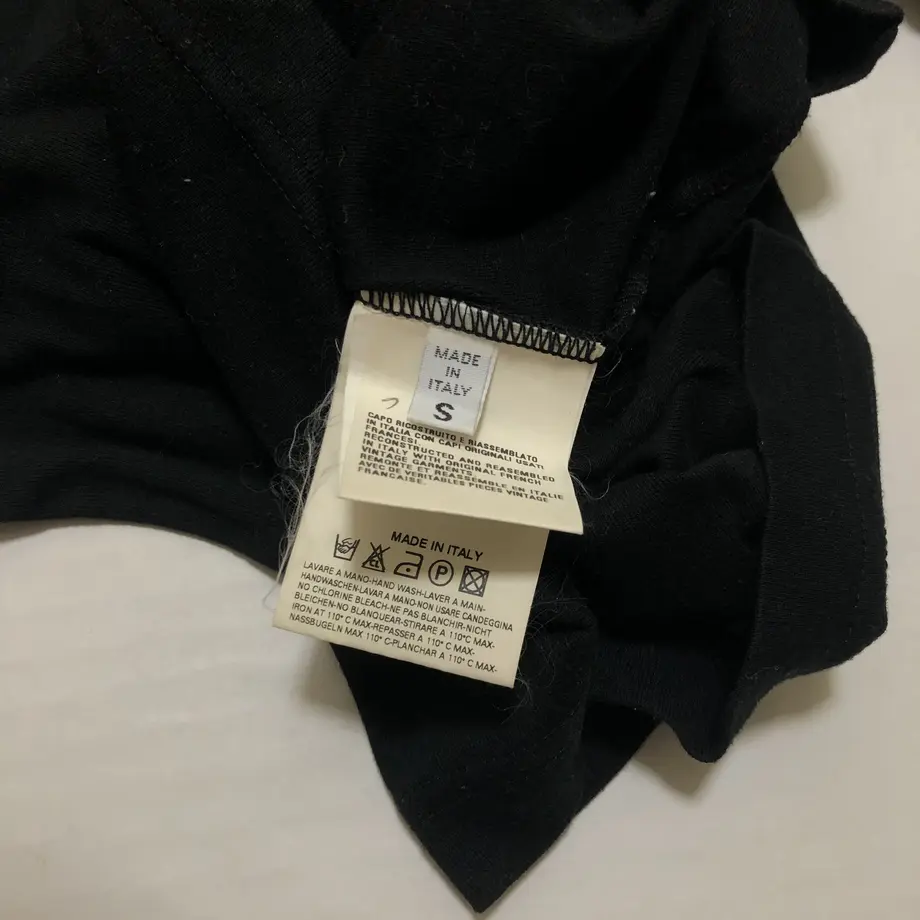 MADE
IN
ITALY
S
CAPO RICOSTRUITO E RIASSEMBLATO
IN ITALIA CON CAPI ORIGINALI USATI
FRANCESI.
RECONSTRUCTED AND REASSEMBLED
IN ITALY WITH ORIGINAL FRENCH
VINTAGE GARMENTS
REMONTE ET REASSEMBLE EN ITALIE
AVEC DE VERITABLES PIECES VINTAGE
FRANCAISE.
MADE IN ITALY
CL
P
LAVARE A MANO-HAND WASH-LAVER A MAIN-
HANDWASCHEN-LAVAR A MANO-NON USARE CANDEGGINA
NO CHLORINE BLEACH-NE PAS BLANCHIR-NICHT
BLEICHEN-NO BLANQUEAR-STIRARE A 110°C MAX-
IRON AT 110° C MAX-REPASSER A 110° C MAX-
NASSBUGELN MAX 110° C-PLANCHAR A 110° C MAX-